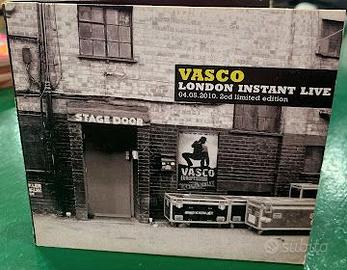 VASCO
LONDON INSTANT LIVE
04.05.2010. 2cd limited edition
STAGE DOOR
VASCO
subito